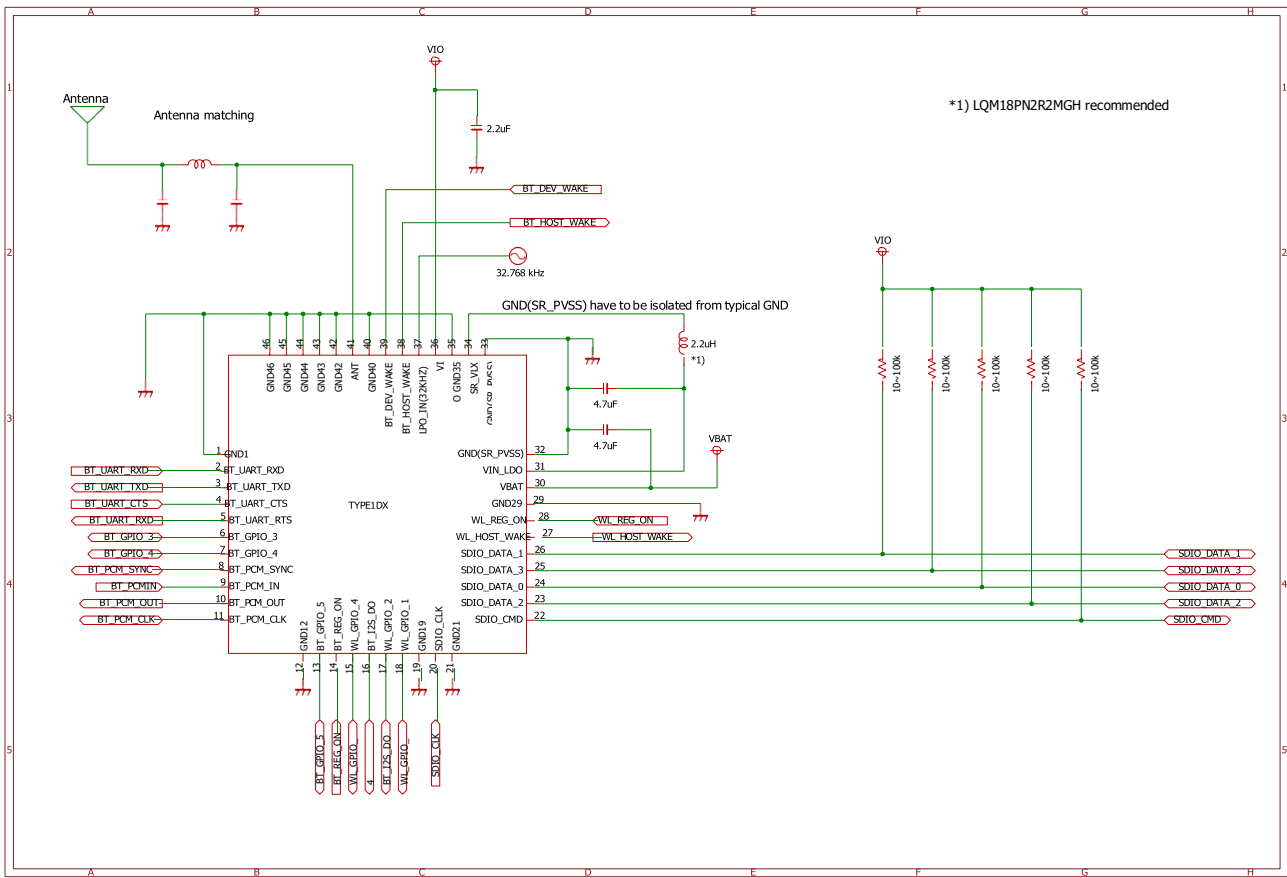 A B C D E F G H
1 1
2 2
3 3
4 4
5 5
VIO
Antenna
Antenna matching
2.2uF
*1) LQM18PN2R2MGH recommended
BT_DEV_WAKE
BT_HOST_WAKE
32.768 kHz
GND(SR_PVSS) have to be isolated from typical GND
VIO
2.2uH
*1)
46 45 44 43 42 41 40 39 38 37 36 35 34 33
GND46
GND45
GND44
GND43
GND42
ANT
GND40
BT_DEV_WAKE
BT_HOST_WAKE
LPO_IN(32KHZ)
VI
O GND35
SR_VLX
GND(SR_PVSS)
10~100k
10~100k
10~100k
10~100k
10~100k
4.7uF
4.7uF
VBAT
TYPE1DX
BT_UART_RXD 2 BT_UART_RXD
BT_UART_TXD 3 BT_UART_TXD
BT_UART_CTS 4 BT_UART_CTS
BT_UART_RXD 5 BT_UART_RTS
BT_GPIO_3 6 BT_GPIO_3
BT_GPIO_4 7 BT_GPIO_4
BT_PCM_SYNC 8 BT_PCM_SYNC
BT_PCMIN 9 BT_PCM_IN
BT_PCM_OUT 10 BT_PCM_OUT
BT_PCM_CLK 11 BT_PCM_CLK
1 GND1
GND(SR_PVSS) 32
VIN_LDO 31
VBAT 30
GND29 29
WL_REG_ON 28 WL_REG_ON
WL_HOST_WAKE 27 WL_HOST_WAKE
SDIO_DATA_1 26 SDIO_DATA_1
SDIO_DATA_3 25 SDIO_DATA_3
SDIO_DATA_0 24 SDIO_DATA_0
SDIO_DATA_2 23 SDIO_DATA_2
SDIO_CMD 22 SDIO_CMD
GND12
BT_GPIO_5
BT_REG_ON
WL_GPIO_4
BT_I2S_DO
WL_GPIO_2
WL_GPIO_1
GND19
SDIO_CLK
GND21
12 13 14 15 16 17 18 19 20 21
BT_GPIO_5
BT_REG_ON
WL_GPIO_
4
BT_I2S_DO
WL_GPIO_
SDIO_CLK
A B C D E F G H